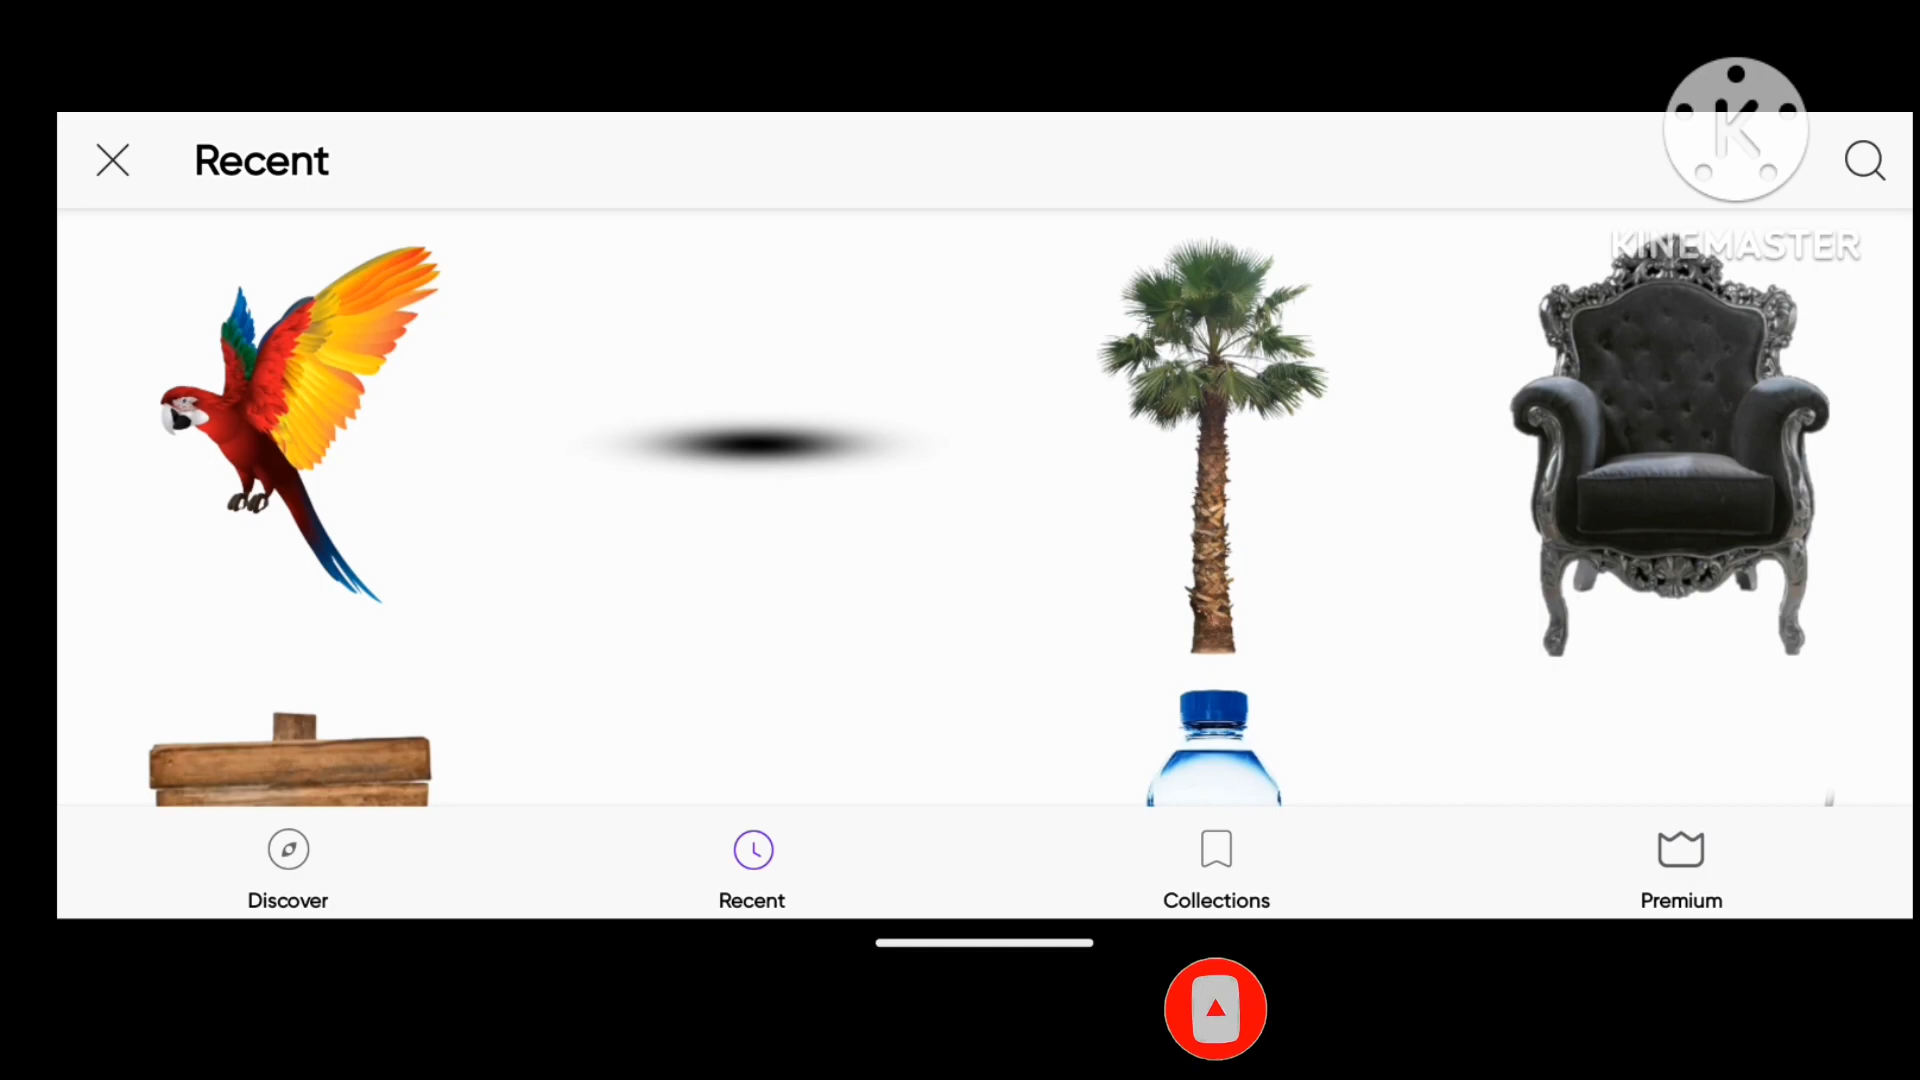 Recent
K
KINEMASTER
Discover
Recent
Collections
Premium